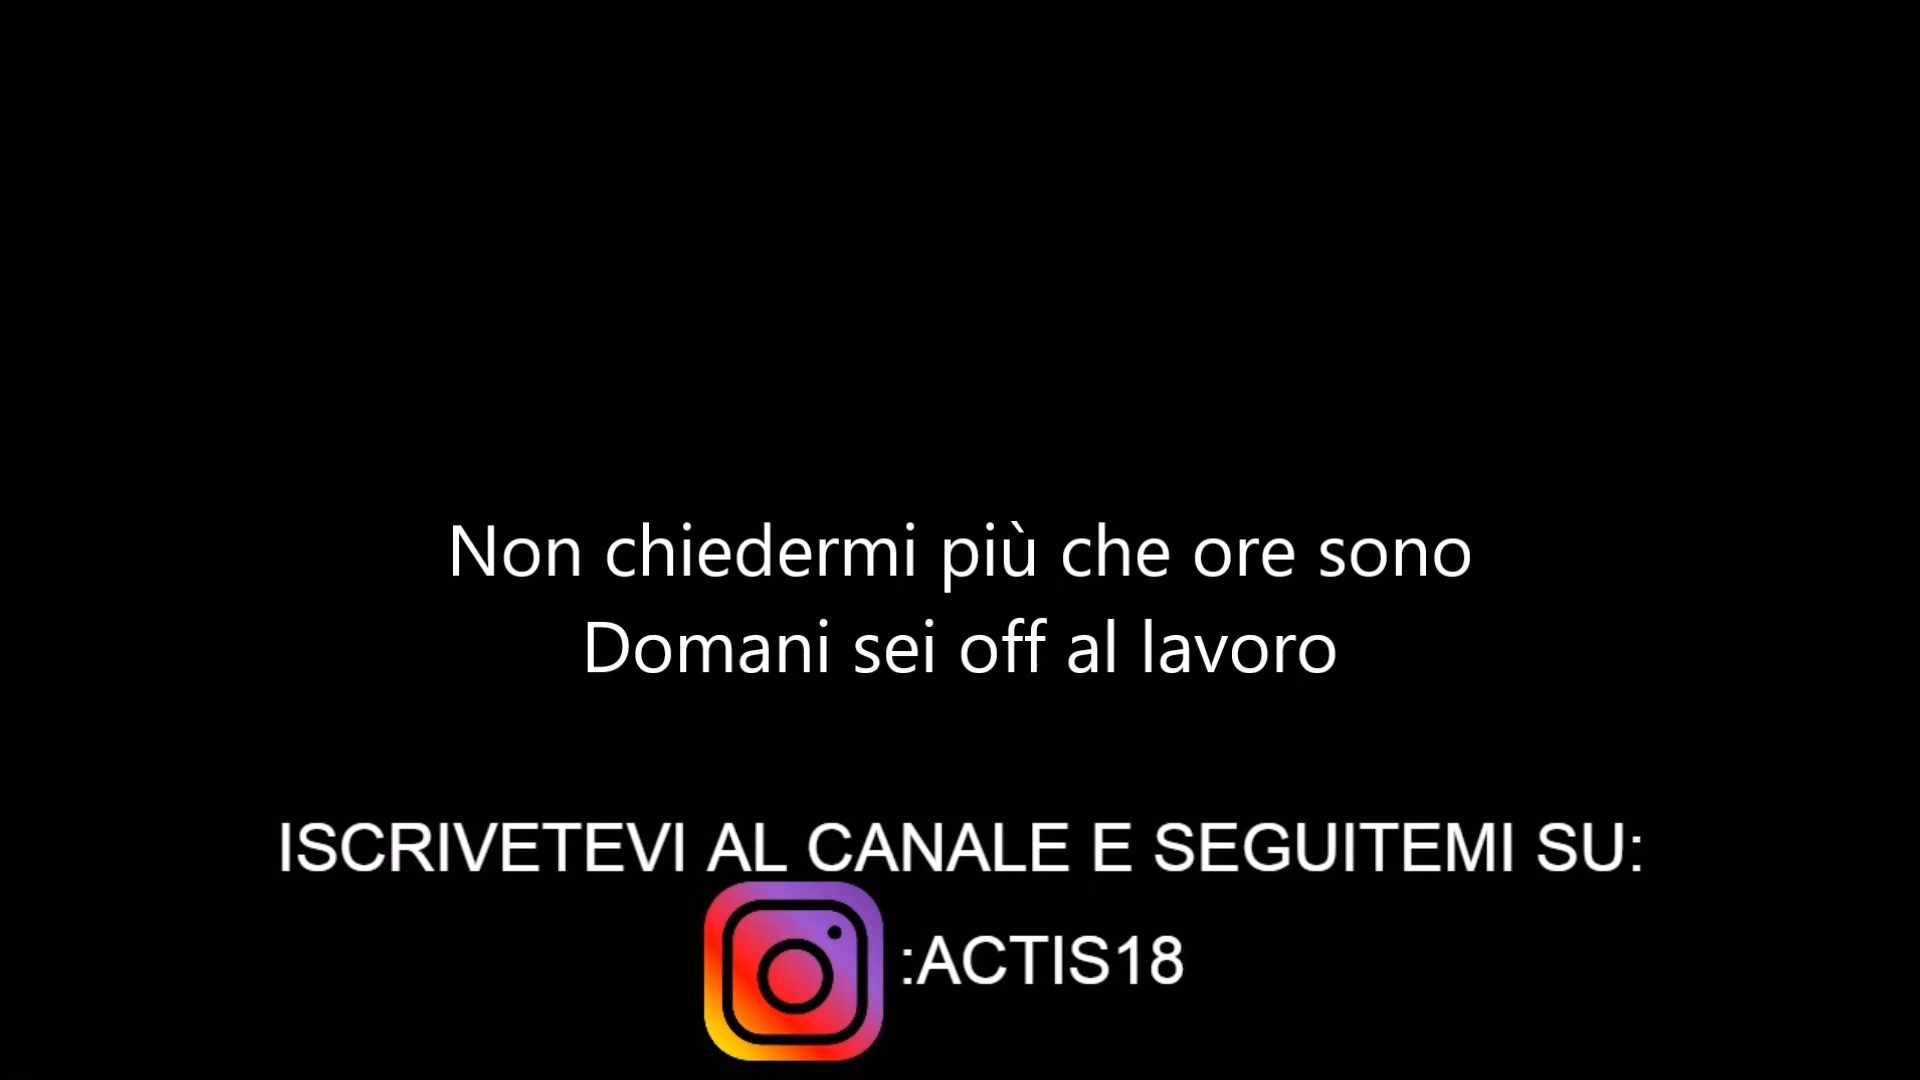 Non chiedermi più che ore sono
Domani sei off al lavoro
ISCRIVETEVI AL CANALE E SEGUITEMI SU:
:ACTIS18